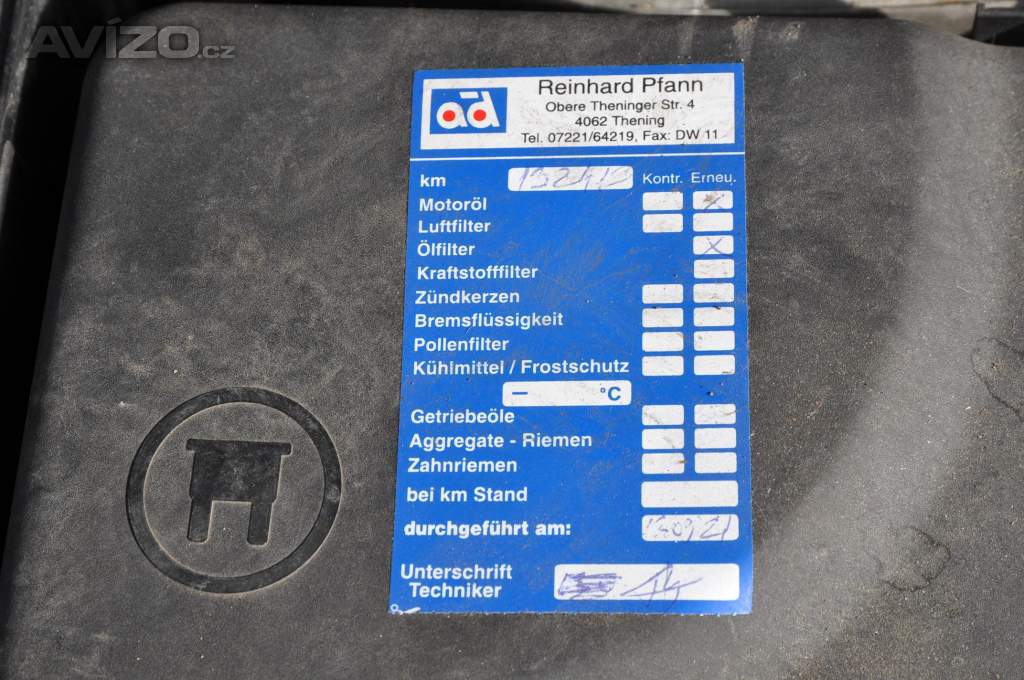 AVÍZO.cz
ad
Reinhard Pfann
Obere Theninger Str. 4
4062 Thening
Tel. 07221/64219, Fax: DW 11
km Kontr. Erneu.
Motoröl X
Luftfilter
Ölfilter X
Kraftstofffilter
Zündkerzen
Bremsflüssigkeit
Pollenfilter
Kühlmittel / Frostschutz
– °C
Getriebeöle
Aggregate - Riemen
Zahnriemen
bei km Stand
durchgeführt am:
Unterschrift
Techniker